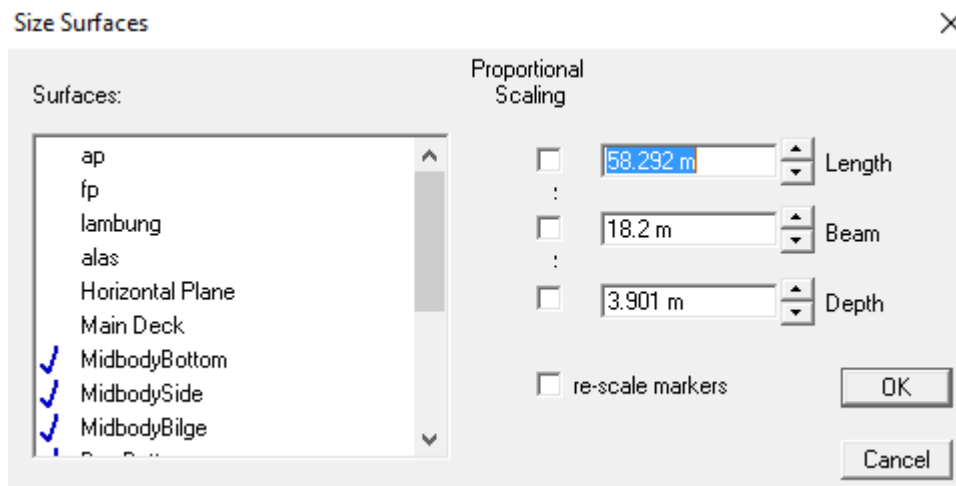 Size Surfaces
Surfaces:
Proportional
Scaling
ap
fp
lambung
alas
Horizontal Plane
Main Deck
MidbodyBottom
MidbodySide
MidbodyBilge
58.292 m
Length
:
18.2 m
Beam
:
3.901 m
Depth
re-scale markers
OK
Cancel